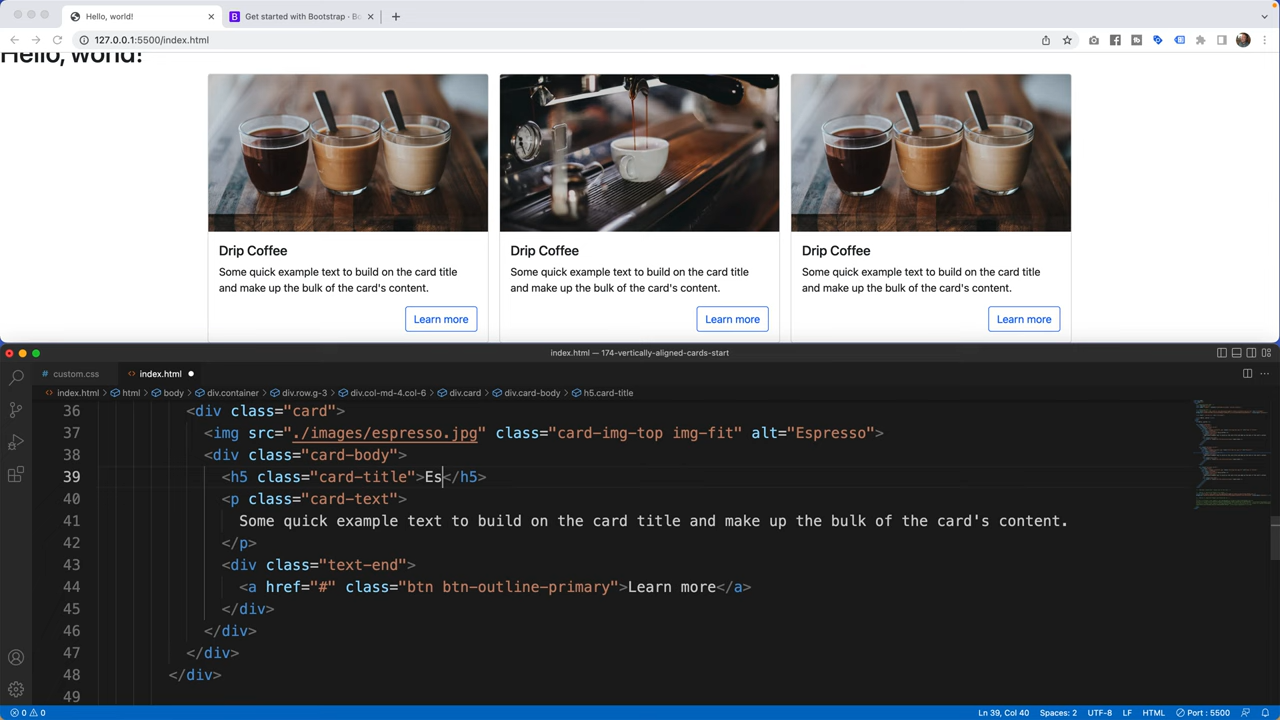 Hello, world!
Get started with Bootstrap · Bo
127.0.0.1:5500/index.html
Hello, world!
Drip Coffee
Some quick example text to build on the card title
and make up the bulk of the card's content.
Learn more
Drip Coffee
Some quick example text to build on the card title
and make up the bulk of the card's content.
Learn more
Drip Coffee
Some quick example text to build on the card title
and make up the bulk of the card's content.
Learn more
index.html — 174-vertically-aligned-cards-start
# custom.css
<> index.html
<> index.html > html > body > div.container > div.row.g-3 > div.col-md-4.col-6 > div.card > div.card-body > h5.card-title
36 <div class="card">
37 <img src="./images/espresso.jpg" class="card-img-top img-fit" alt="Espresso">
38 <div class="card-body">
39 <h5 class="card-title">Es</h5>
40 <p class="card-text">
41 Some quick example text to build on the card title and make up the bulk of the card's content.
42 </p>
43 <div class="text-end">
44 <a href="#" class="btn btn-outline-primary">Learn more</a>
45 </div>
46 </div>
47 </div>
48 </div>
49
0 0 Ln 39, Col 40 Spaces: 2 UTF-8 LF HTML Port : 5500